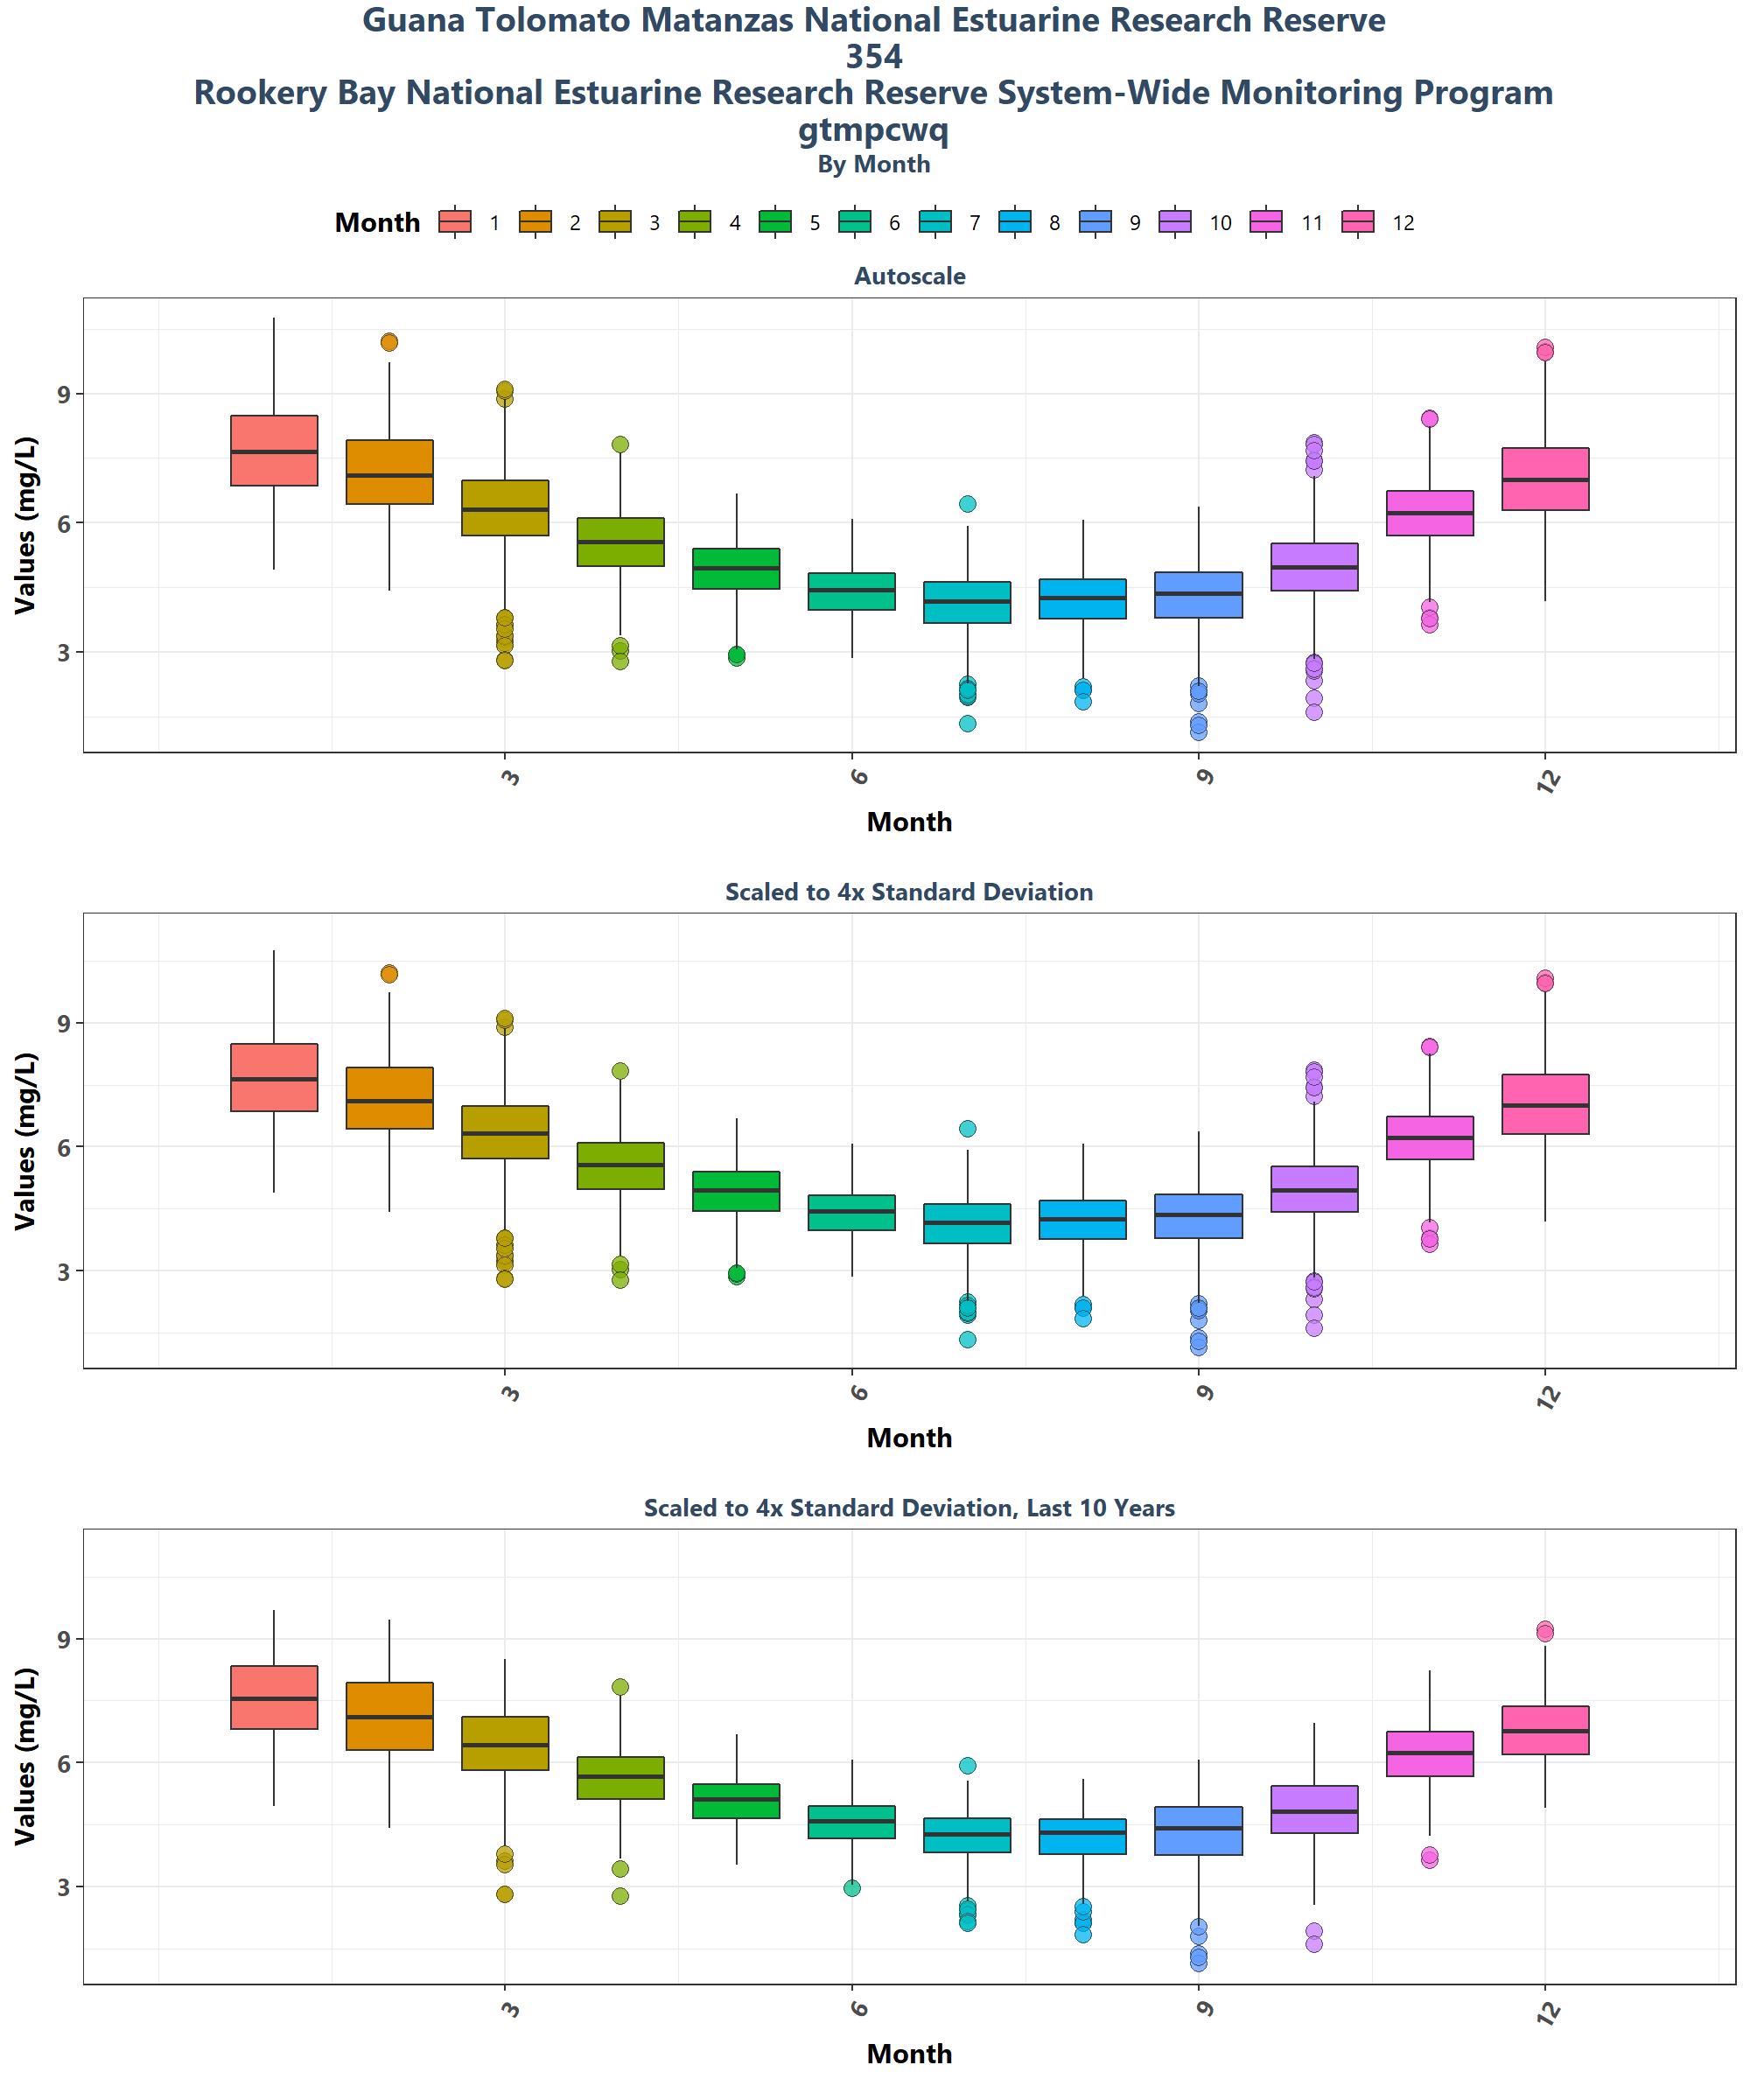 Guana Tolomato Matanzas National Estuarine Research Reserve
354
Rookery Bay National Estuarine Research Reserve System-Wide Monitoring Program
gtmpcwq
By Month
Month 1 2 3 4 5 6 7 8 9 10 11 12
Autoscale
Values (mg/L)
9
6
3
3 6 9 12
Month
Scaled to 4x Standard Deviation
Values (mg/L)
9
6
3
3 6 9 12
Month
Scaled to 4x Standard Deviation, Last 10 Years
Values (mg/L)
9
6
3
3 6 9 12
Month